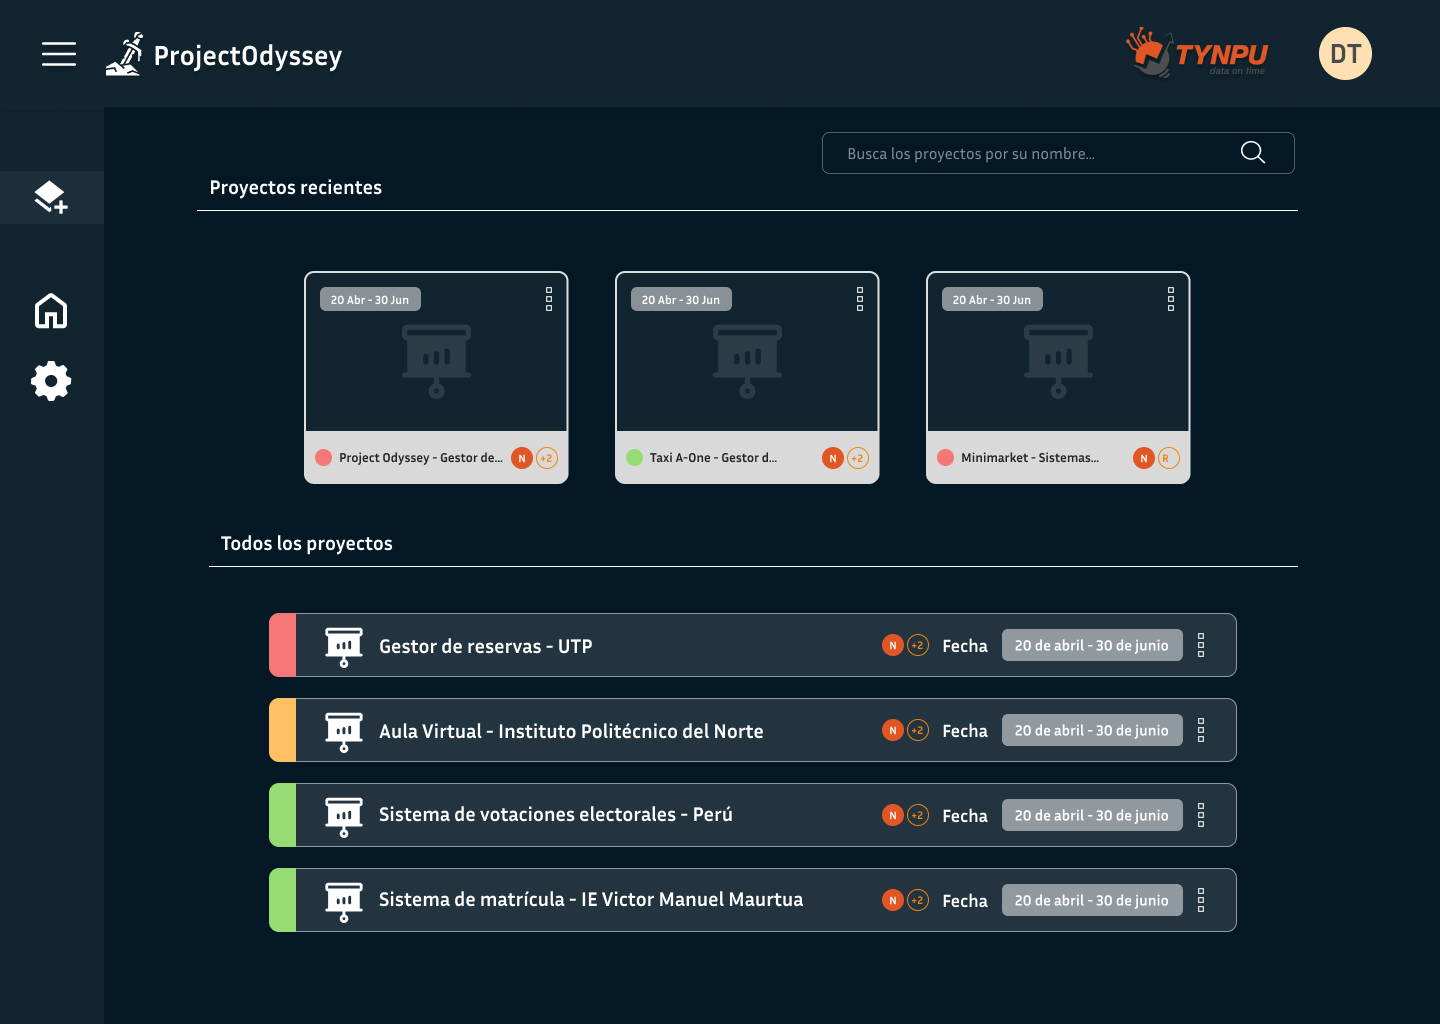 ProjectOdyssey
TYNPU
data on time
DT
Busca los proyectos por su nombre...
Proyectos recientes
20 Abr - 30 Jun
20 Abr - 30 Jun
20 Abr - 30 Jun
Project Odyssey - Gestor de... N +2
Taxi A-One - Gestor d... N +2
Minimarket - Sistemas... N R
Todos los proyectos
Gestor de reservas - UTP N +2 Fecha 20 de abril - 30 de junio
Aula Virtual - Instituto Politécnico del Norte N +2 Fecha 20 de abril - 30 de junio
Sistema de votaciones electorales - Perú N +2 Fecha 20 de abril - 30 de junio
Sistema de matrícula - IE Victor Manuel Maurtua N +2 Fecha 20 de abril - 30 de junio